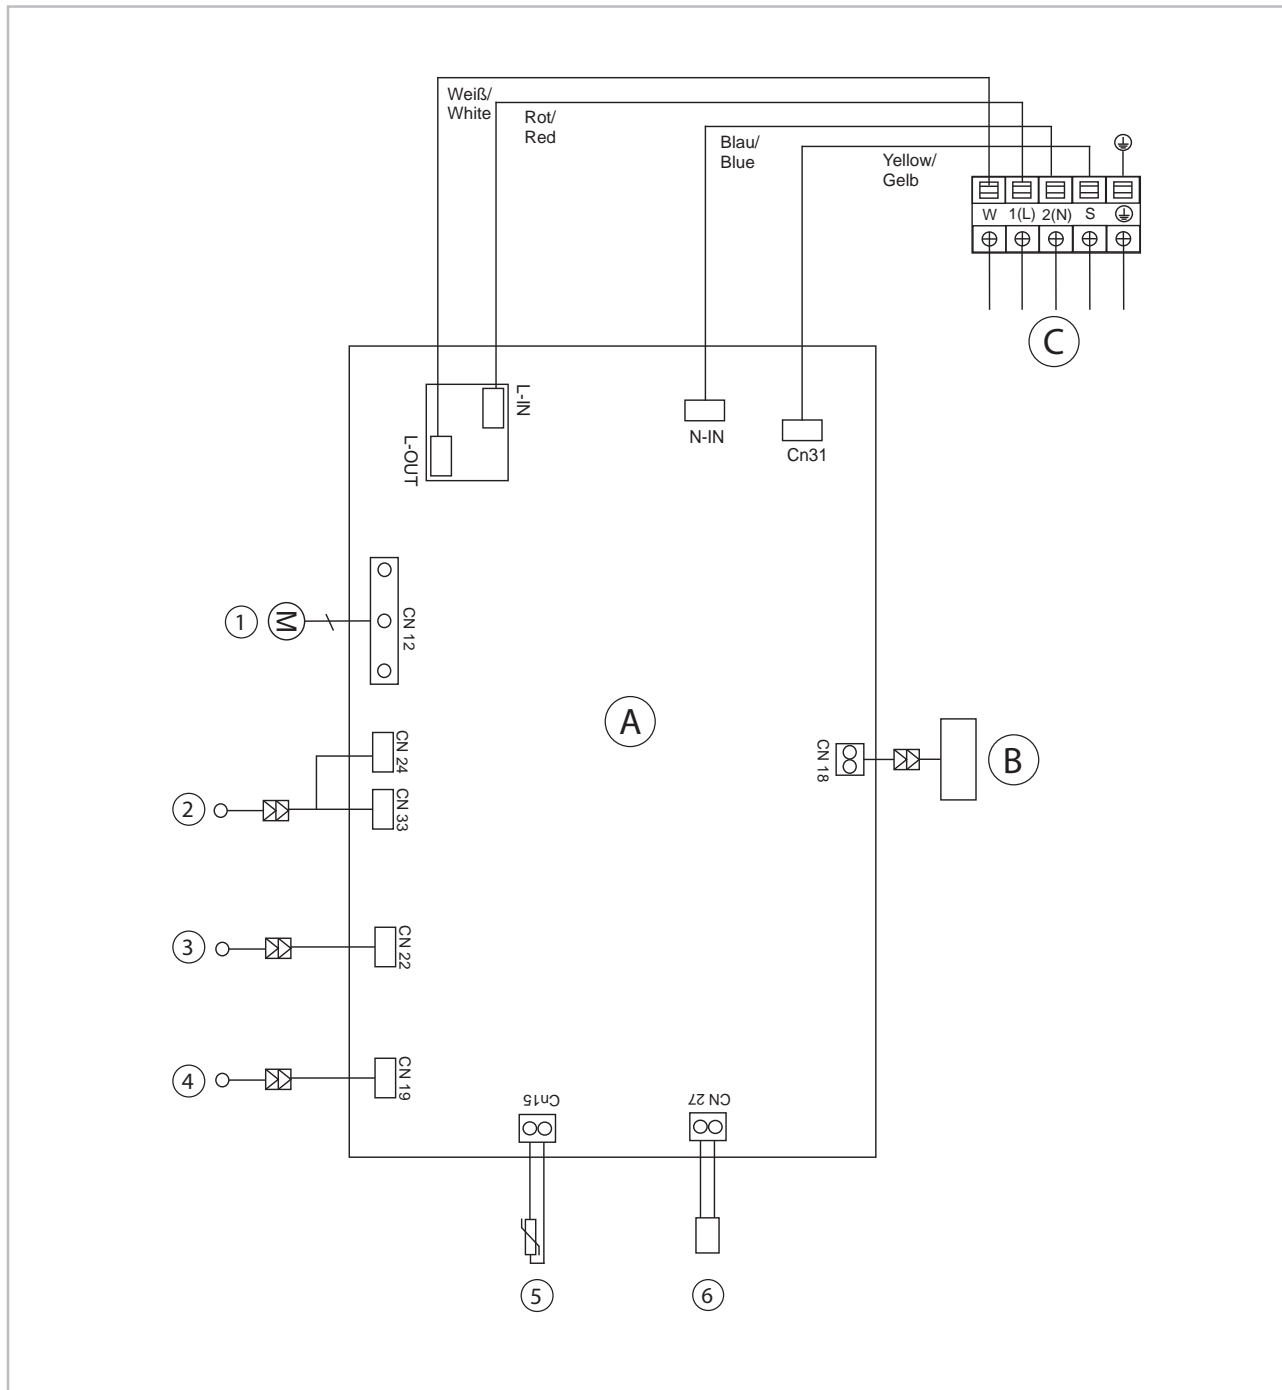 Weiß/
White
Rot/
Red
Blau/
Blue
Yellow/
Gelb
W 1(L) 2(N) S
C
L-IN
L-OUT
N-IN
Cn31
1 M
CN 12
A
CN 24
CN 33
2
CN 18
B
3
CN 22
4
CN 19
Cn15
CN 27
5
6